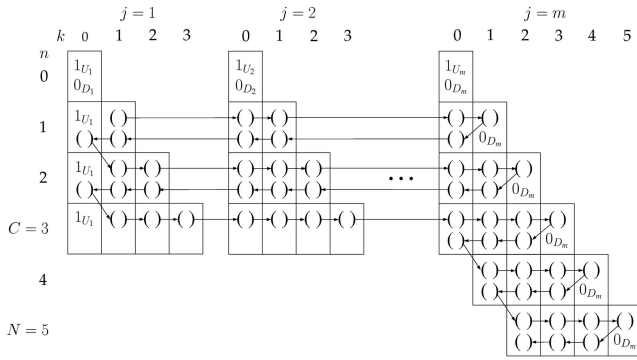 j = 1 j = 2 j = m
k 0 1 2 3 0 1 2 3 0 1 2 3 4 5
n
0
1_{U_1} 1_{U_2} 1_{U_m}
0_{D_1} 0_{D_2} 0_{D_m}
1
1_{U_1} ( ) ( ) ( ) ( ) ( )
( ) ( ) ( ) ( ) ( ) 0_{D_m}
2
1_{U_1} ( ) ( ) ( ) ( ) ( ) ( ) ( ) ( )
( ) ( ) ( ) ( ) ( ) ( ) ··· ( ) ( ) 0_{D_m}
C = 3
1_{U_1} ( ) ( ) ( ) ( ) ( ) ( ) ( ) ( ) ( ) ( ) ( )
( ) ( ) ( ) 0_{D_m}
4
( ) ( ) ( ) ( )
( ) ( ) ( ) 0_{D_m}
N = 5
( ) ( ) ( ) ( )
( ) ( ) ( ) 0_{D_m}